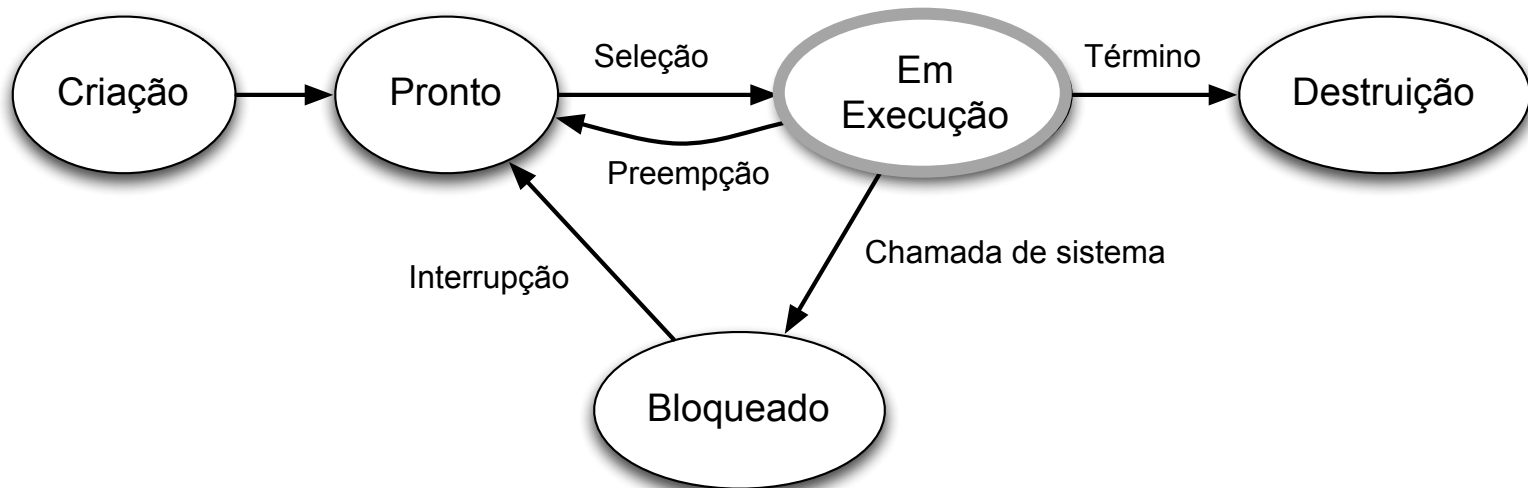 Criação
Pronto
Seleção
Em
Execução
Término
Destruição
Preempção
Chamada de sistema
Interrupção
Bloqueado